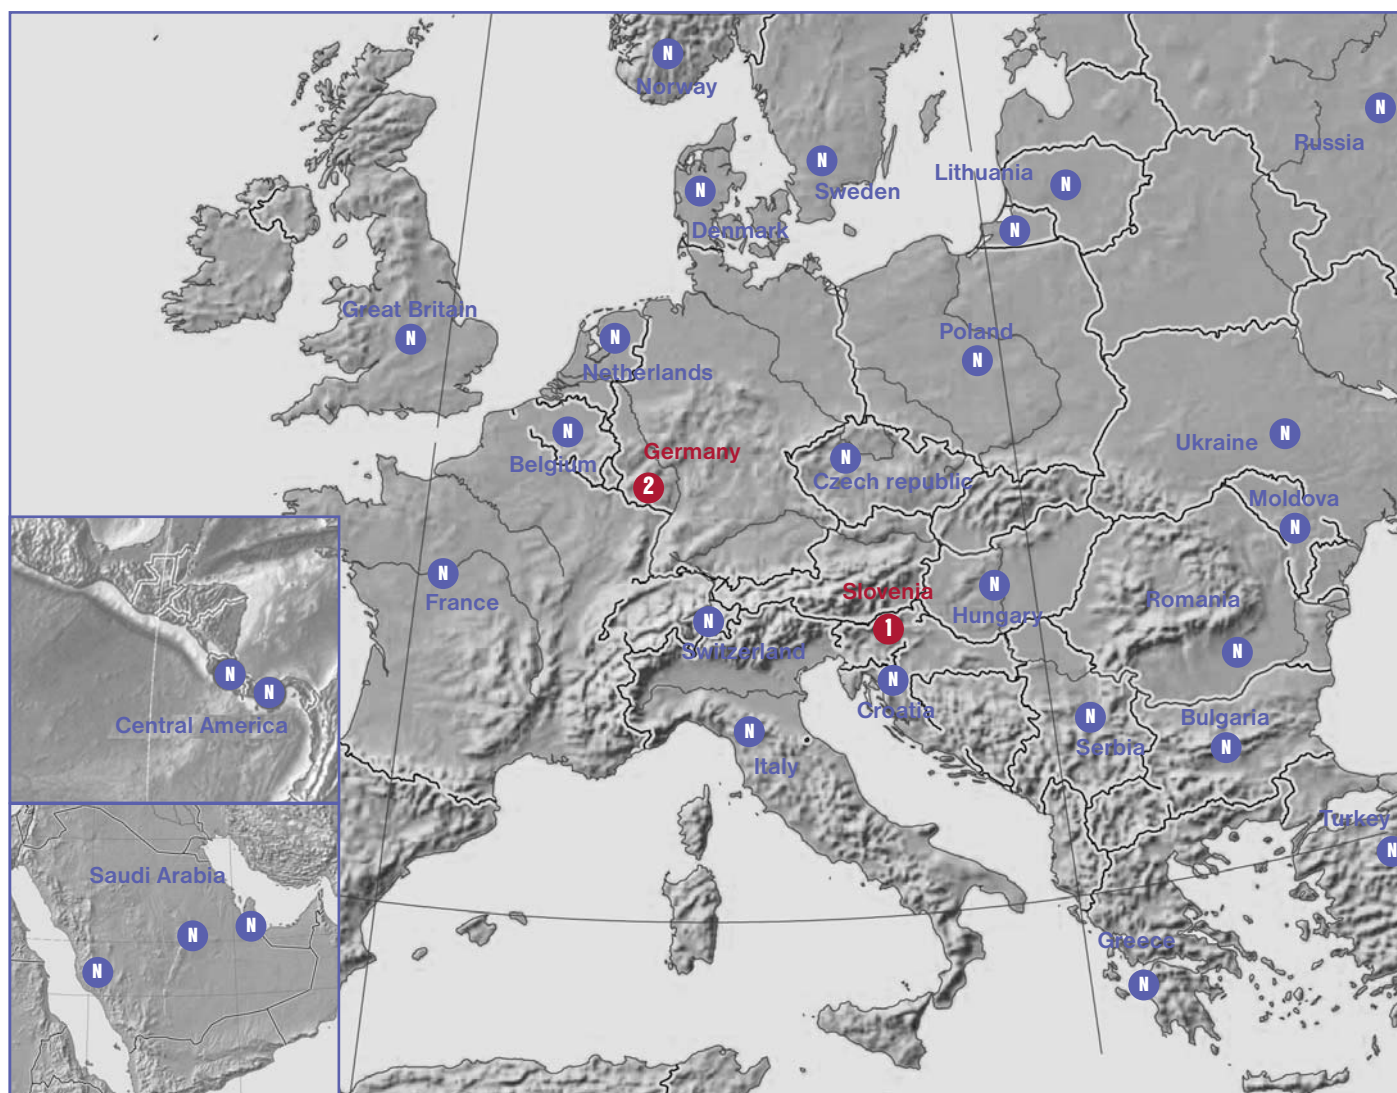 N
Norway
N
Russia
N
Sweden
N
Lithuania
N
Denmark
N
Great Britain
N
N
Netherlands
Poland
N
N
Belgium
Germany
2
N
Czech republic
Ukraine
N
Moldova
N
N
France
Slovenia
1
N
Hungary
Romania
N
N
Switzerland
N
Croatia
N
Serbia
Bulgaria
N
N
Italy
Turkey
N
Greece
N
N
N
Central America
Saudi Arabia
N
N
N